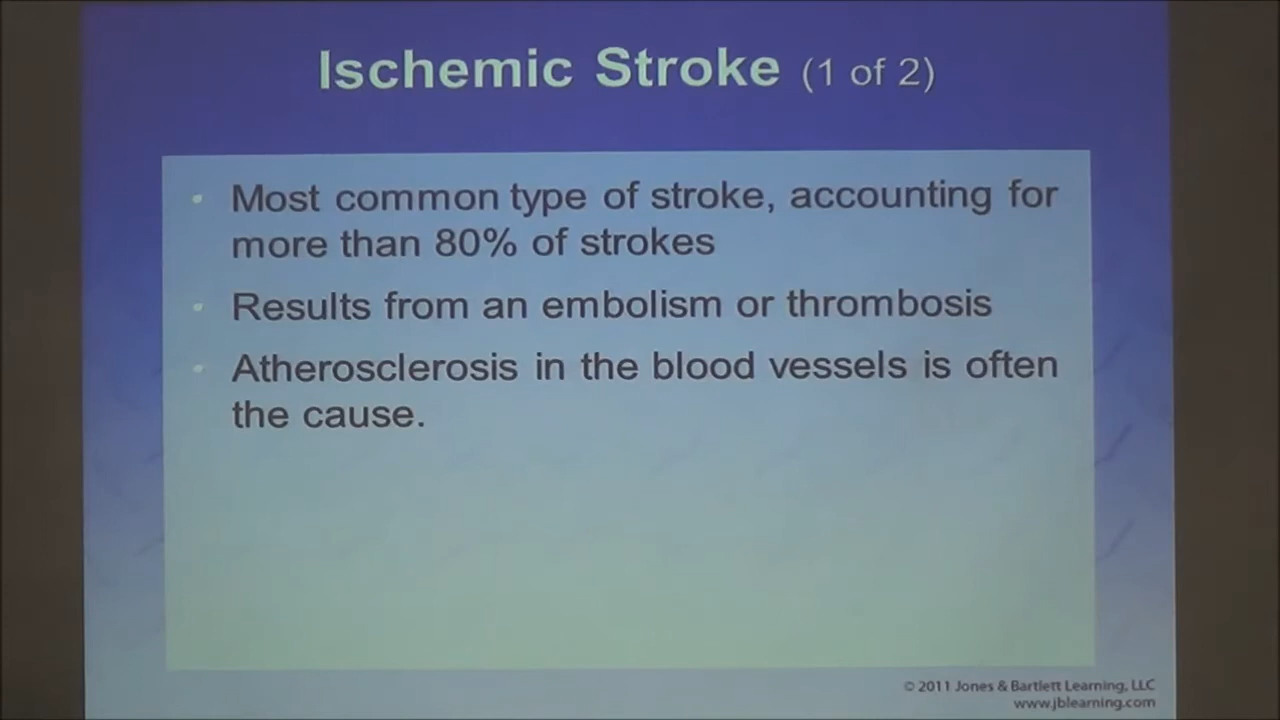 Ischemic Stroke (1 of 2)
• Most common type of stroke, accounting for
more than 80% of strokes
• Results from an embolism or thrombosis
• Atherosclerosis in the blood vessels is often
the cause.
© 2011 Jones & Bartlett Learning, LLC
www.jblearning.com